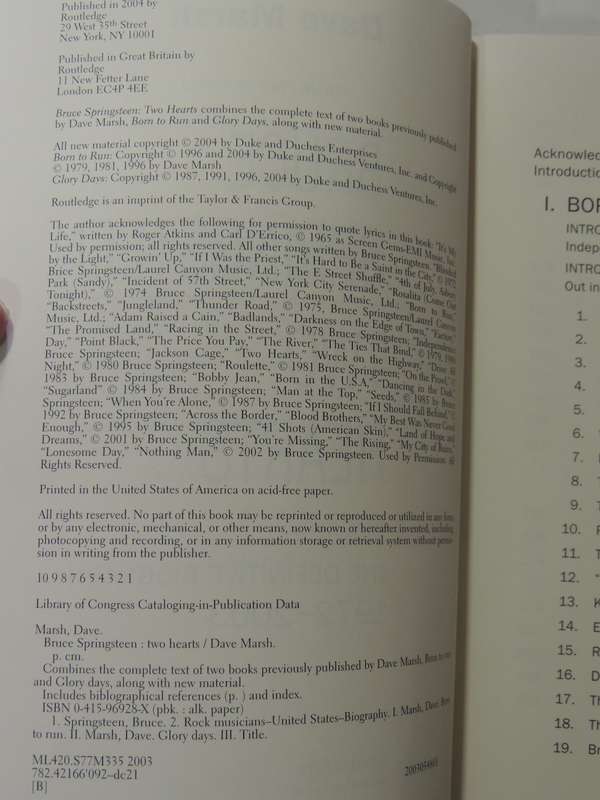 Published in 2004 by
Routledge
29 West 35th Street
New York, NY 10001
Published in Great Britain by
Routledge
11 New Fetter Lane
London EC4P 4EE
Bruce Springsteen: Two Hearts combines the complete text of two books previously published
by Dave Marsh, Born to Run and Glory Days, along with new material.
All new material copyright © 2004 by Duke and Duchess Enterprises
Born to Run: Copyright © 1996 and 2004 by Duke and Duchess Ventures, Inc. and Copyright
© 1979, 1981, 1996 by Dave Marsh
Glory Days: Copyright © 1987, 1991, 1996, 2004 by Duke and Duchess Ventures, Inc.
Routledge is an imprint of the Taylor & Francis Group.
The author acknowledges the following for permission to quote lyrics in this book: "It's My
Life," written by Roger Atkins and Carl D'Errico, © 1965 as Screen Gems-EMI Music, Inc.
Used by permission; all rights reserved. All other songs written by Bruce Springsteen. "Blinded
by the Light," "Growin' Up," "If I Was the Priest," "It's Hard to Be a Saint in the City," © 1972
Brice Springsteen/Laurel Canyon Music, Ltd.; "The E Street Shuffle," "4th of July, Asbury
Park (Sandy)," "Incident of 57th Street," "New York City Serenade," "Rosalita (Come Out
Tonight)," © 1974 Bruce Springsteen/Laurel Canyon Music, Ltd.; "Born to Run,"
"Backstreets," "Jungleland," "Thunder Road," © 1975, Bruce Springsteen/Laurel Canyon
Music, Ltd.; "Adam Raised a Cain," "Badlands," "Darkness on the Edge of Town," "Factory,"
"The Promised Land," "Racing in the Street," © 1978 Bruce Springsteen; "Independence
Day," "Point Black," "The Price You Pay," "The River," "The Ties That Bind," © 1979, 1980
Bruce Springsteen; "Jackson Cage," "Two Hearts," "Wreck on the Highway," "Drive All
Night," © 1980 Bruce Springsteen; "Roulette," © 1981 Bruce Springsteen; "On the Prowl," ©
1983 by Bruce Springsteen; "Bobby Jean," "Born in the U.S.A," "Dancing in the Dark,"
"Sugarland" © 1984 by Bruce Springsteen; "Man at the Top," "Seeds," © 1985 by Bruce
Springsteen; "When You're Alone," © 1987 by Bruce Springsteen; "If I Should Fall Behind," ©
1992 by Bruce Springsteen; "Across the Border," "Blood Brothers," "My Best Was Never Good
Enough," © 1995 by Bruce Springsteen; "41 Shots (American Skin)," "Land of Hope and
Dreams," © 2001 by Bruce Springsteen; "You're Missing," "The Rising," "My City of Ruins,"
"Lonesome Day," "Nothing Man," © 2002 by Bruce Springsteen. Used by Permission. All
Rights Reserved.
Printed in the United States of America on acid-free paper.
All rights reserved. No part of this book may be reprinted or reproduced or utilized in any form
or by any electronic, mechanical, or other means, now known or hereafter invented, including
photocopying and recording, or in any information storage or retrieval system without permis-
sion in writing from the publisher.
10 9 8 7 6 5 4 3 2 1
Library of Congress Cataloging-in-Publication Data
Marsh, Dave.
Bruce Springsteen : two hearts / Dave Marsh.
p. cm.
Combines the complete text of two books previously published by Dave Marsh, Born to run
and Glory days, along with new material.
Includes biblographical references (p. ) and index.
ISBN 0-415-96928-X (pbk. : alk. paper)
1. Springsteen, Bruce. 2. Rock musicians–United States–Biography. I. Marsh, Dave. Born
to run. II. Marsh, Dave. Glory days. III. Title.
ML420.S77M335 2003
782.42166'092–dc21
2003054803
[B]
Acknowled
Introductio
I. BOR
INTRO
Indep
INTRO
Out in
1.
2.
3.
4.
5.
6.
7.
8. T
9. T
10.
11. T
12. "
13. K
14. E
15. R
16. D
17. Th
18. Th
19. Br